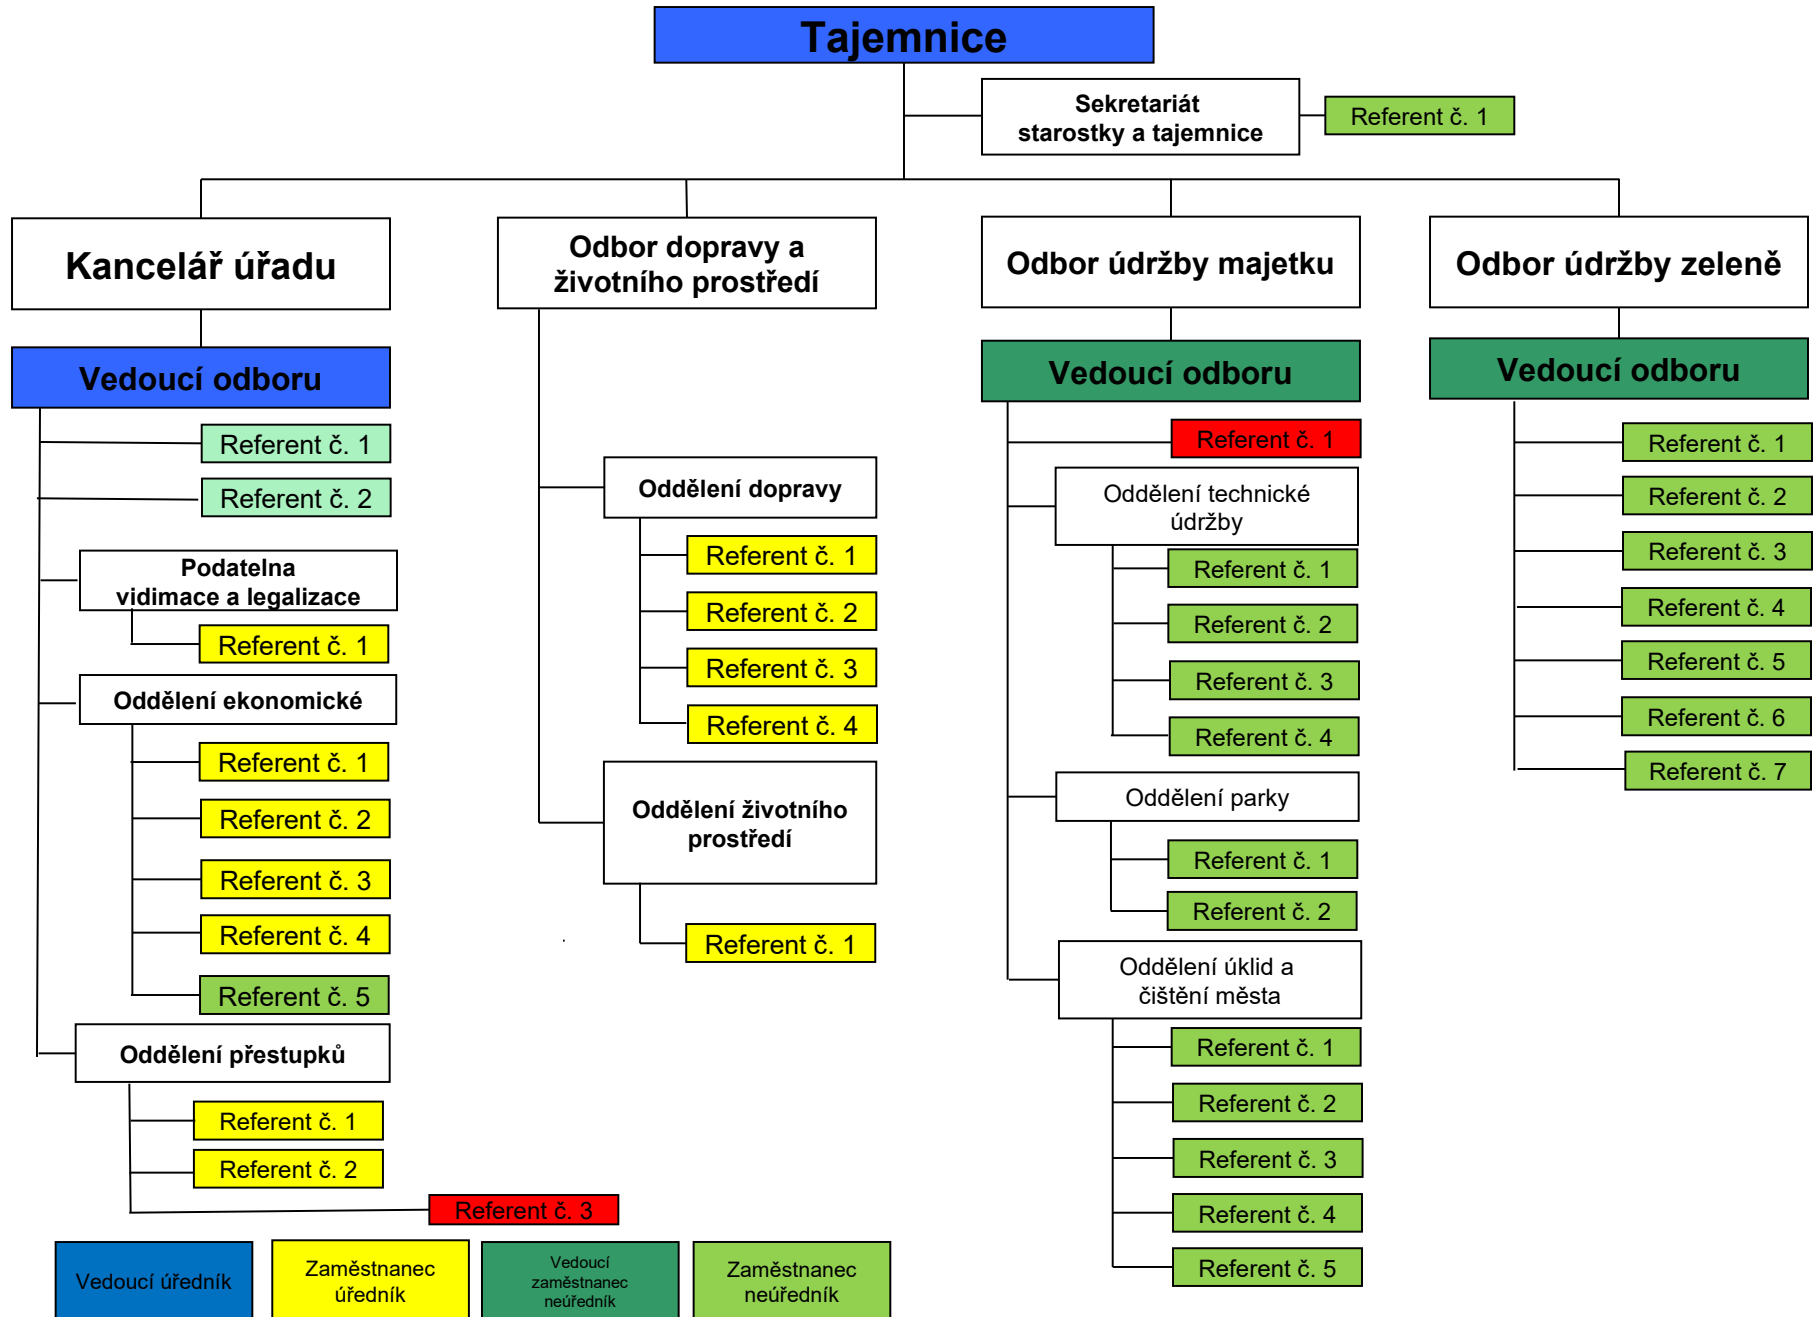 Tajemnice
Sekretariát
starostky a tajemnice
Referent č. 1
Kancelář úřadu
Vedoucí odboru
Referent č. 1
Referent č. 2
Podatelna
vidimace a legalizace
Referent č. 1
Oddělení ekonomické
Referent č. 1
Referent č. 2
Referent č. 3
Referent č. 4
Referent č. 5
Oddělení přestupků
Referent č. 1
Referent č. 2
Referent č. 3
Odbor dopravy a
životního prostředí
Oddělení dopravy
Referent č. 1
Referent č. 2
Referent č. 3
Referent č. 4
Oddělení životního
prostředí
Referent č. 1
Odbor údržby majetku
Vedoucí odboru
Referent č. 1
Oddělení technické
údržby
Referent č. 1
Referent č. 2
Referent č. 3
Referent č. 4
Oddělení parky
Referent č. 1
Referent č. 2
Oddělení úklid a
čištění města
Referent č. 1
Referent č. 2
Referent č. 3
Referent č. 4
Referent č. 5
Odbor údržby zeleně
Vedoucí odboru
Referent č. 1
Referent č. 2
Referent č. 3
Referent č. 4
Referent č. 5
Referent č. 6
Referent č. 7
Vedoucí úředník
Zaměstnanec
úředník
Vedoucí
zaměstnanec
neúředník
Zaměstnanec
neúředník